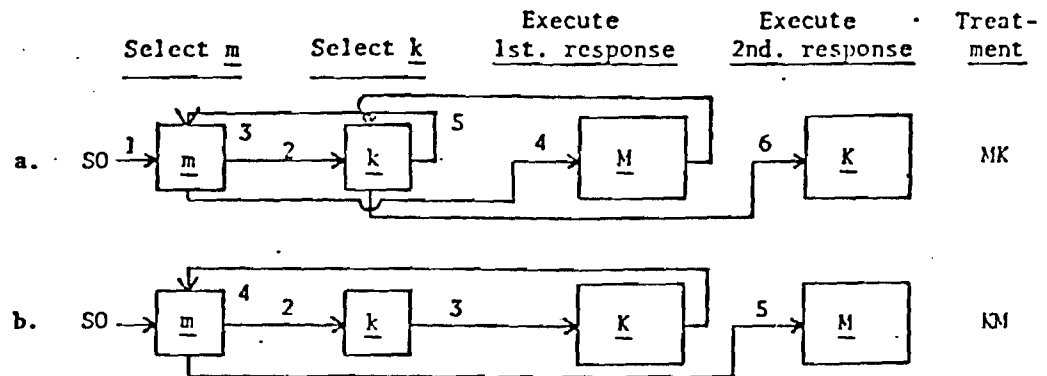 Execute Execute Treat-
Select m Select k 1st. response 2nd. response ment
3 5
1 2 4 6
a. SO m k M K MK
4 2 3 5
b. SO m k K M KM